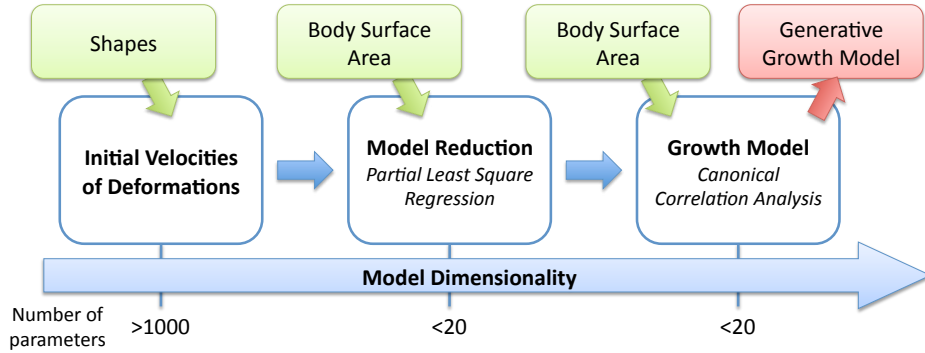 Shapes
Body Surface
Area
Body Surface
Area
Generative
Growth Model
Initial Velocities
of Deformations
Model Reduction
Partial Least Square
Regression
Growth Model
Canonical
Correlation Analysis
Model Dimensionality
Number of
parameters
>1000
<20
<20